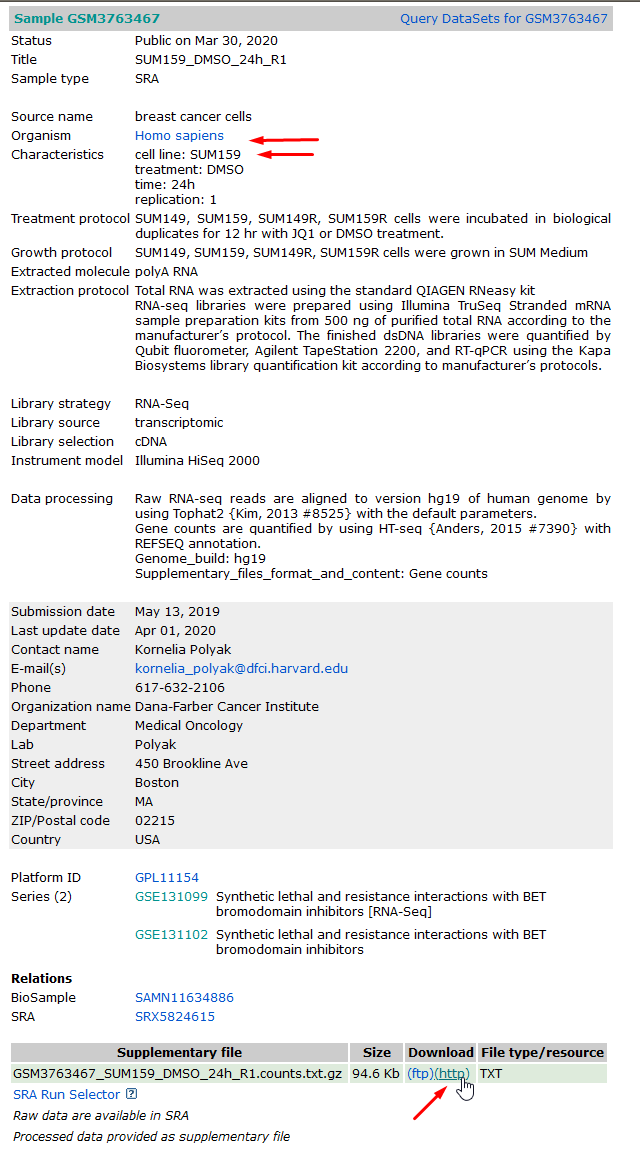 Sample GSM3763467 Query DataSets for GSM3763467
Status Public on Mar 30, 2020
Title SUM159_DMSO_24h_R1
Sample type SRA
Source name breast cancer cells
Organism Homo sapiens
Characteristics cell line: SUM159
treatment: DMSO
time: 24h
replication: 1
Treatment protocol SUM149, SUM159, SUM149R, SUM159R cells were incubated in biological
duplicates for 12 hr with JQ1 or DMSO treatment.
Growth protocol SUM149, SUM159, SUM149R, SUM159R cells were grown in SUM Medium
Extracted molecule polyA RNA
Extraction protocol Total RNA was extracted using the standard QIAGEN RNeasy kit
RNA-seq libraries were prepared using Illumina TruSeq Stranded mRNA
sample preparation kits from 500 ng of purified total RNA according to the
manufacturer’s protocol. The finished dsDNA libraries were quantified by
Qubit fluorometer, Agilent TapeStation 2200, and RT-qPCR using the Kapa
Biosystems library quantification kit according to manufacturer’s protocols.
Library strategy RNA-Seq
Library source transcriptomic
Library selection cDNA
Instrument model Illumina HiSeq 2000
Data processing Raw RNA-seq reads are aligned to version hg19 of human genome by
using Tophat2 {Kim, 2013 #8525} with the default parameters.
Gene counts are quantified by using HT-seq {Anders, 2015 #7390} with
REFSEQ annotation.
Genome_build: hg19
Supplementary_files_format_and_content: Gene counts
Submission date May 13, 2019
Last update date Apr 01, 2020
Contact name Kornelia Polyak
E-mail(s) kornelia_polyak@dfci.harvard.edu
Phone 617-632-2106
Organization name Dana-Farber Cancer Institute
Department Medical Oncology
Lab Polyak
Street address 450 Brookline Ave
City Boston
State/province MA
ZIP/Postal code 02215
Country USA
Platform ID GPL11154
Series (2) GSE131099 Synthetic lethal and resistance interactions with BET
bromodomain inhibitors [RNA-Seq]
GSE131102 Synthetic lethal and resistance interactions with BET
bromodomain inhibitors
Relations
BioSample SAMN11634886
SRA SRX5824615
Supplementary file Size Download File type/resource
GSM3763467_SUM159_DMSO_24h_R1.counts.txt.gz 94.6 Kb (ftp)(http) TXT
SRA Run Selector ?
Raw data are available in SRA
Processed data provided as supplementary file